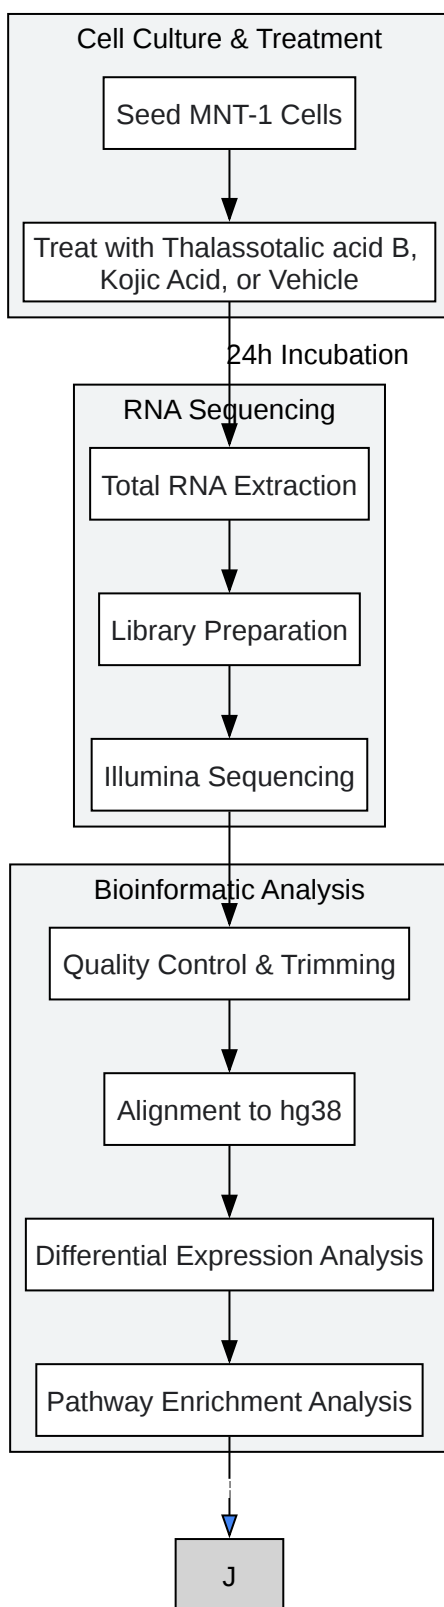 Cell Culture & Treatment
Seed MNT-1 Cells
Treat with Thalassotalic acid B,
Kojic Acid, or Vehicle
24h Incubation
RNA Sequencing
Total RNA Extraction
Library Preparation
Illumina Sequencing
Bioinformatic Analysis
Quality Control & Trimming
Alignment to hg38
Differential Expression Analysis
Pathway Enrichment Analysis
J